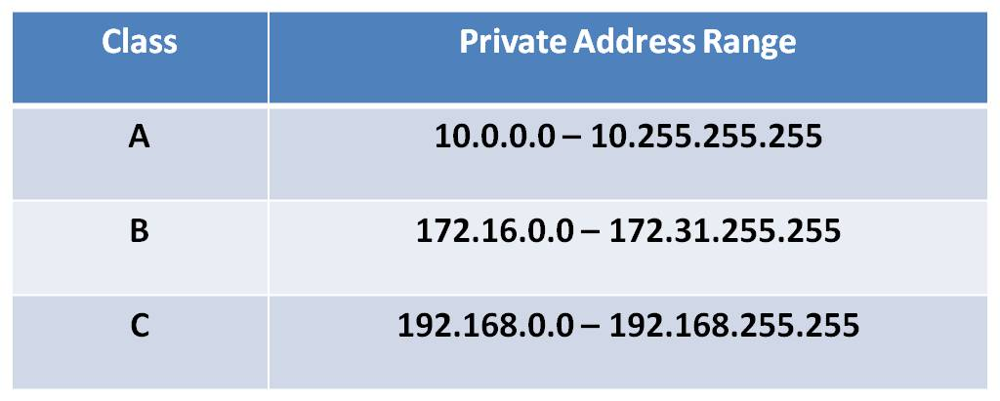 Class Private Address Range
A 10.0.0.0 – 10.255.255.255
B 172.16.0.0 – 172.31.255.255
C 192.168.0.0 – 192.168.255.255